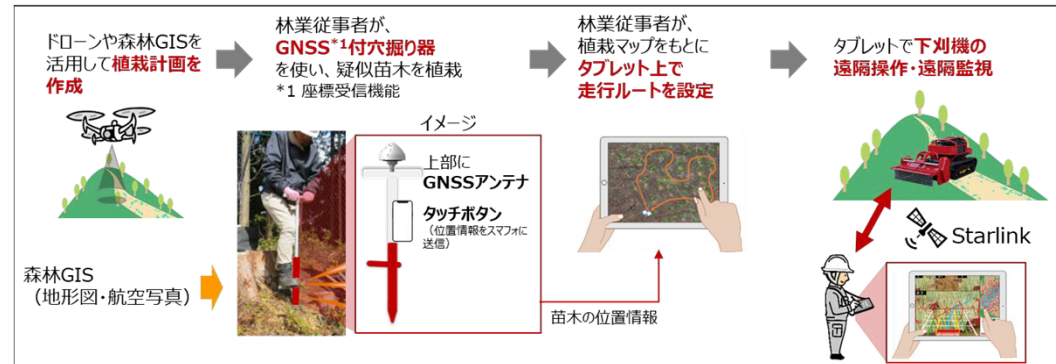 ドローンや森林GISを
活用して植栽計画を
作成
林業従事者が、
GNSS*1付穴掘り器
を使い、疑似苗木を植栽
*1 座標受信機能
林業従事者が、
植栽マップをもとに
タブレット上で
走行ルートを設定
タブレットで下刈機の
遠隔操作・遠隔監視
イメージ
上部に
GNSSアンテナ
タッチボタン
（位置情報をスマフォに
送信）
森林GIS
（地形図・航空写真）
苗木の位置情報
Starlink